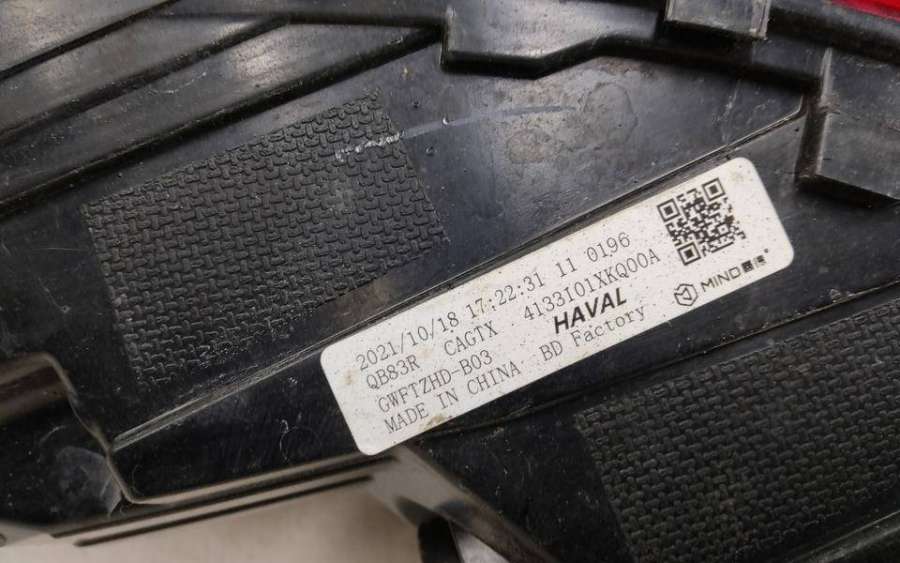 2021/10/18 17:22:31 11 0196
QB83R CAGTX 4133I01XKQ00A
GWFTZHD-B03 HAVAL
MADE IN CHINA BD Factory
MIND